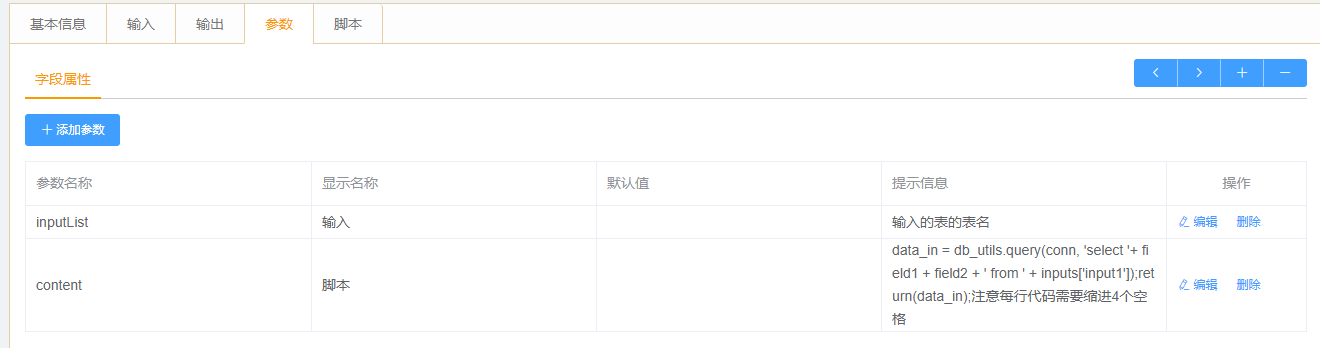 基本信息 输入 输出 参数 脚本
字段属性
添加参数
参数名称 显示名称 默认值 提示信息 操作
inputList 输入 输入的表的表名 编辑 删除
data_in = db_utils.query(conn, 'select '+ fi
eld1 + field2 + ' from ' + inputs['input1']);ret
content 脚本 urn(data_in);注意每行代码需要缩进4个空 编辑 删除
格